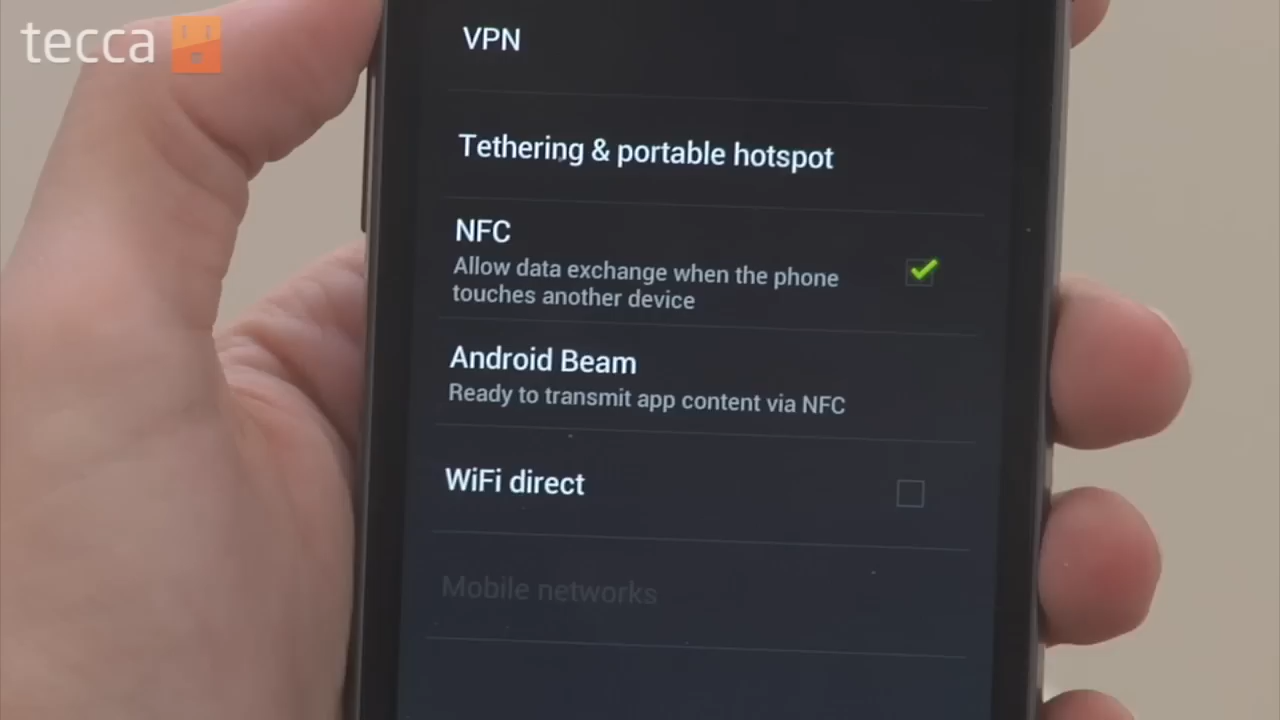 tecca
VPN
Tethering & portable hotspot
NFC
Allow data exchange when the phone
touches another device
Android Beam
Ready to transmit app content via NFC
WiFi direct
Mobile networks